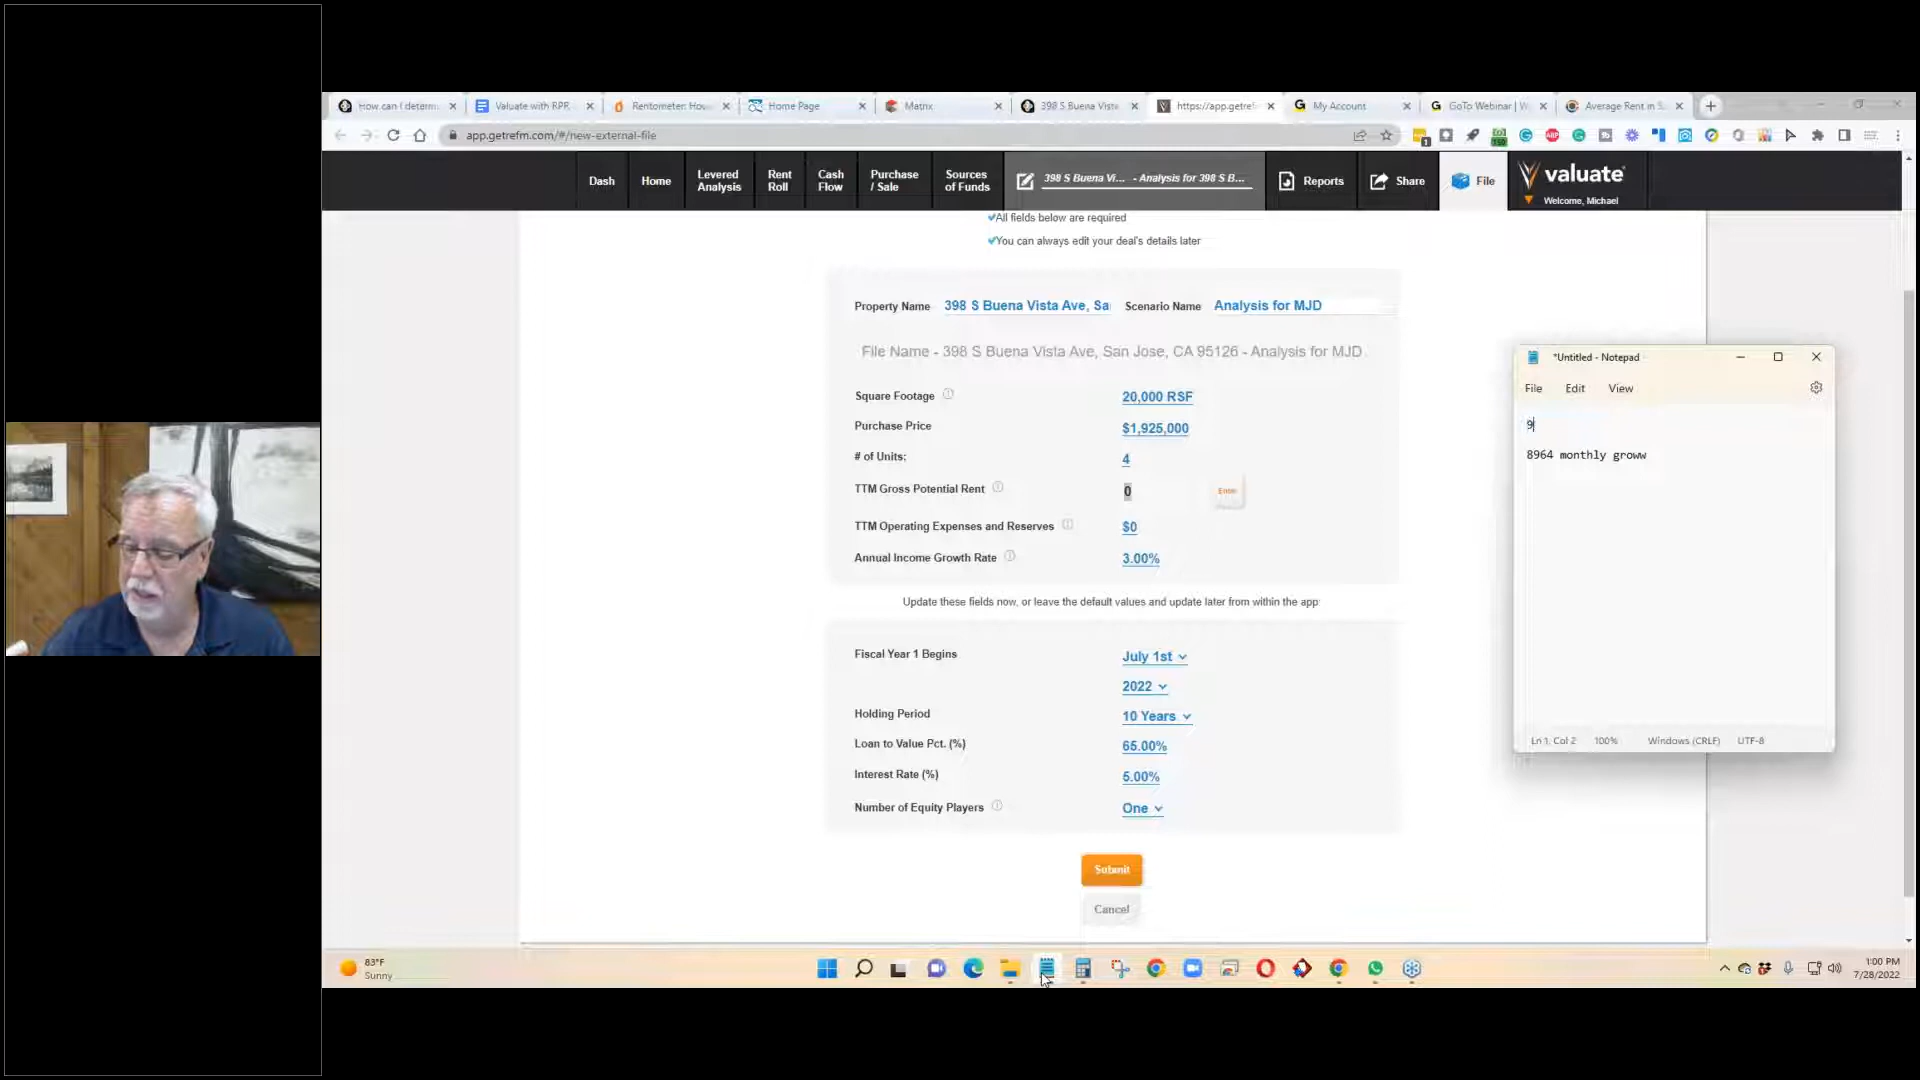 How can I determ
Valuate with RPR
Rentometer: How
Home Page
Matrix
398 S Buena Vista
https://app.getref
My Account
GoTo Webinar | W
Average Rent in S
app.getrefm.com/#/new-external-file
Dash
Home
Levered Analysis
Rent Roll
Cash Flow
Purchase / Sale
Sources of Funds
398 S Buena Vi... - Analysis for 398 S B...
Reports
Share
File
valuate
Welcome, Michael
All fields below are required
You can always edit your deal's details later
Property Name 398 S Buena Vista Ave, Sa Scenario Name Analysis for MJD
File Name - 398 S Buena Vista Ave, San Jose, CA 95126 - Analysis for MJD
Square Footage 20,000 RSF
Purchase Price $1,925,000
# of Units: 4
TTM Gross Potential Rent 0 Enter
TTM Operating Expenses and Reserves $0
Annual Income Growth Rate 3.00%
Update these fields now, or leave the default values and update later from within the app
Fiscal Year 1 Begins July 1st
2022
Holding Period 10 Years
Loan to Value Pct. (%) 65.00%
Interest Rate (%) 5.00%
Number of Equity Players One
Submit
Cancel
*Untitled - Notepad
File Edit View
9
8964 monthly groww
Ln 1, Col 2 100% Windows (CRLF) UTF-8
83°F
Sunny
1:00 PM
7/28/2022